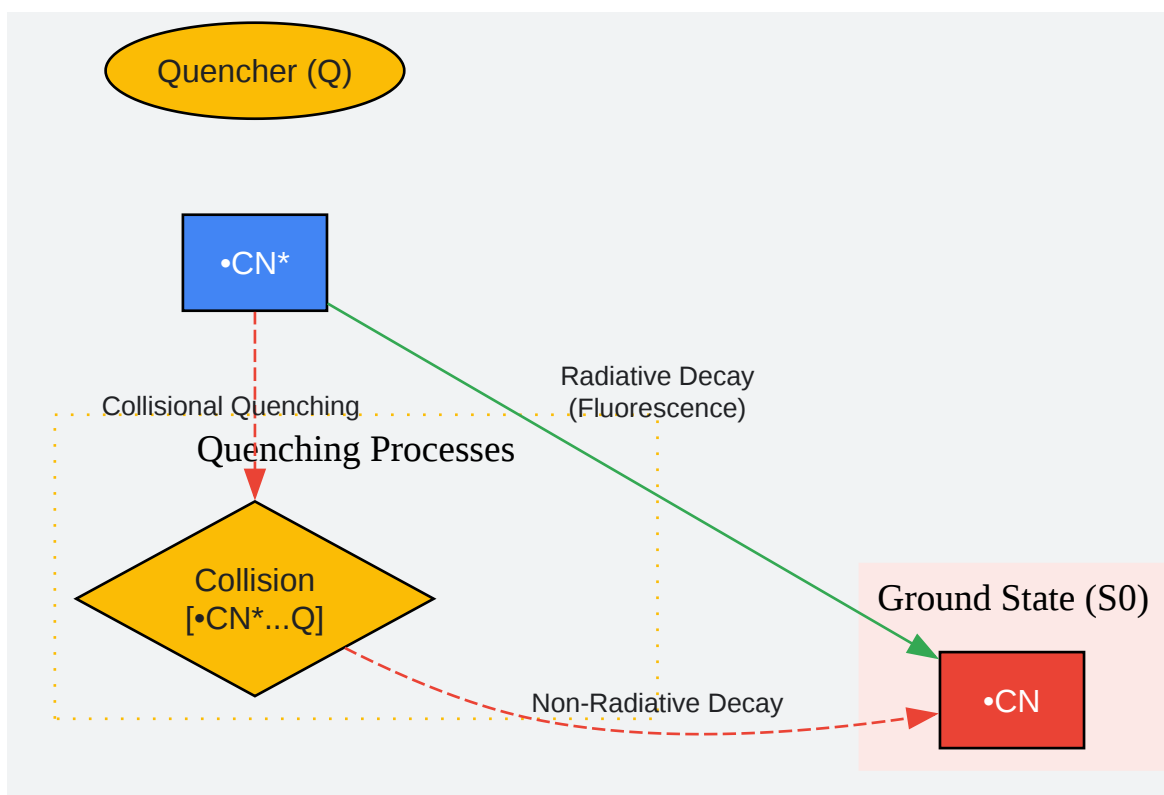 Quencher (Q)
•CN*
Radiative Decay
(Fluorescence)
Collisional Quenching
Quenching Processes
Collision
[•CN*...Q]
Ground State (S0)
Non-Radiative Decay
•CN